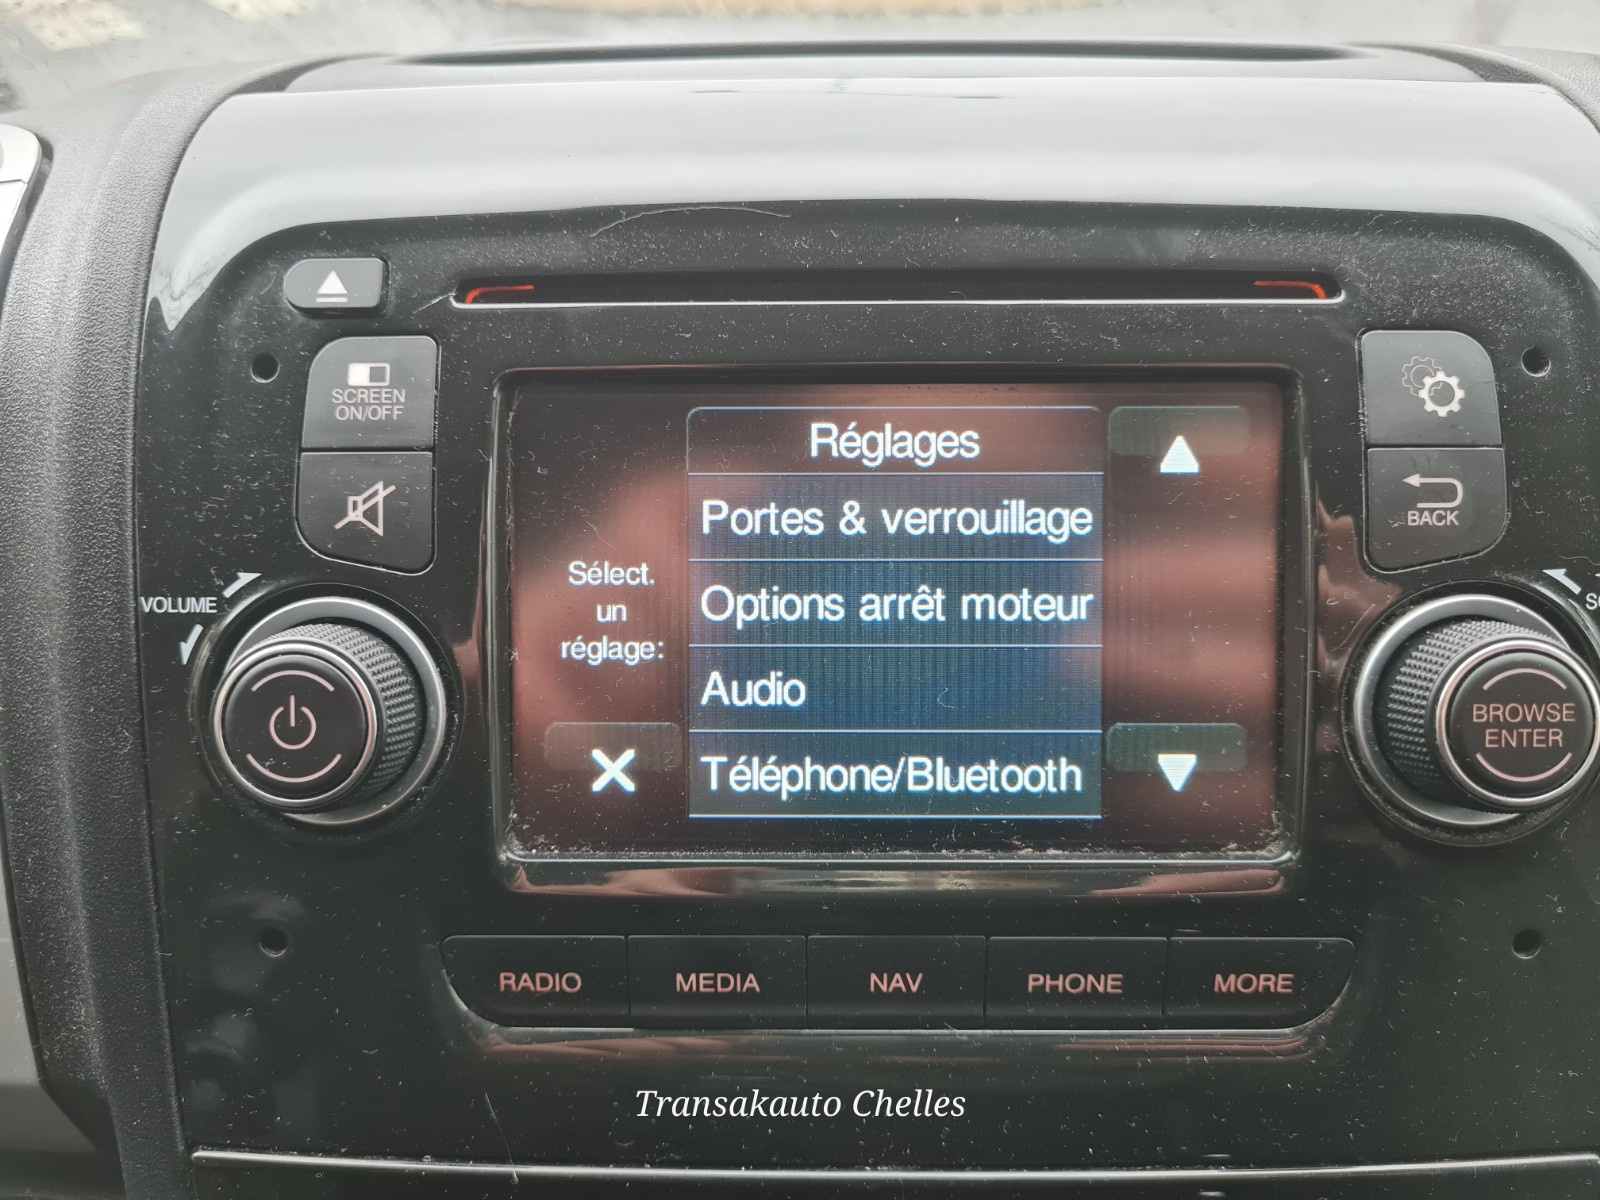 SCREEN
ON/OFF
VOLUME
Réglages
Portes & verrouillage
Options arrêt moteur
Audio
Téléphone/Bluetooth
Sélect.
un
réglage:
BACK
BROWSE
ENTER
RADIO
MEDIA
NAV
PHONE
MORE
Transakauto Chelles